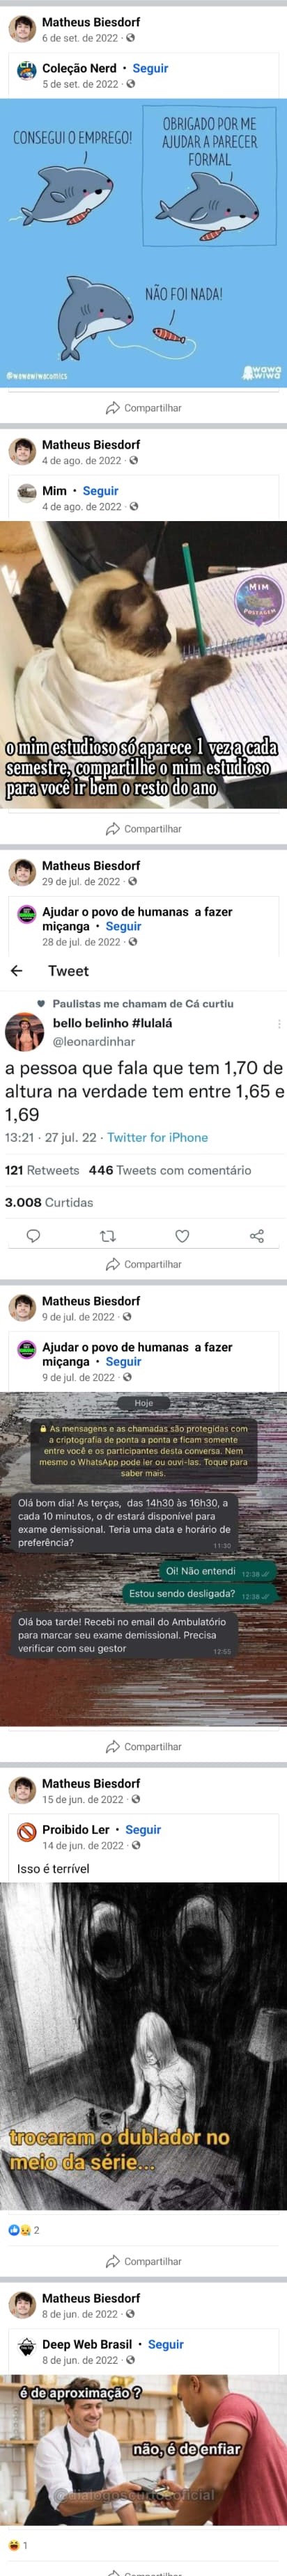 Matheus Biesdorf
6 de set. de 2022 ·
Coleção Nerd · Seguir
5 de set. de 2022 ·
CONSEGUI O EMPREGO!
OBRIGADO POR ME
AJUDAR A PARECER
FORMAL
NÃO FOI NADA!
@wawawiwacomics
wawa
wiwa
Compartilhar
Matheus Biesdorf
4 de ago. de 2022 ·
Mim · Seguir
4 de ago. de 2022 ·
MIM
POSTAGEM
o mim estudioso só aparece 1 vez a cada
semestre, compartilhe o mim estudioso
para você ir bem o resto do ano
Compartilhar
Matheus Biesdorf
29 de jul. de 2022 ·
Ajudar o povo de humanas a fazer
miçanga · Seguir
28 de jul. de 2022 ·
Tweet
Paulistas me chamam de Cá curtiu
bello belinho #lulalá
@leonardinhar
a pessoa que fala que tem 1,70 de
altura na verdade tem entre 1,65 e
1,69
13:21 · 27 jul. 22 · Twitter for iPhone
121 Retweets 446 Tweets com comentário
3.008 Curtidas
Compartilhar
Matheus Biesdorf
9 de jul. de 2022 ·
Ajudar o povo de humanas a fazer
miçanga · Seguir
9 de jul. de 2022 ·
Hoje
As mensagens e as chamadas são protegidas com
a criptografia de ponta a ponta e ficam somente
entre você e os participantes desta conversa. Nem
mesmo o WhatsApp pode ler ou ouvi-las. Toque para
saber mais.
Olá bom dia! As terças, das 14h30 às 16h30, a
cada 10 minutos, o dr estará disponível para
exame demissional. Teria uma data e horário de
preferência?
11:30
Oi! Não entendi 12:38
Estou sendo desligada? 12:38
Olá boa tarde! Recebi no email do Ambulatório
para marcar seu exame demissional. Precisa
verificar com seu gestor
12:55
Compartilhar
Matheus Biesdorf
15 de jun. de 2022 ·
Proibido Ler · Seguir
14 de jun. de 2022 ·
Isso é terrível
trocaram o dublador no
meio da série...
2
Compartilhar
Matheus Biesdorf
8 de jun. de 2022 ·
Deep Web Brasil · Seguir
8 de jun. de 2022 ·
é de aproximação ?
não, é de enfiar
@dialogoscurtosoficial
1